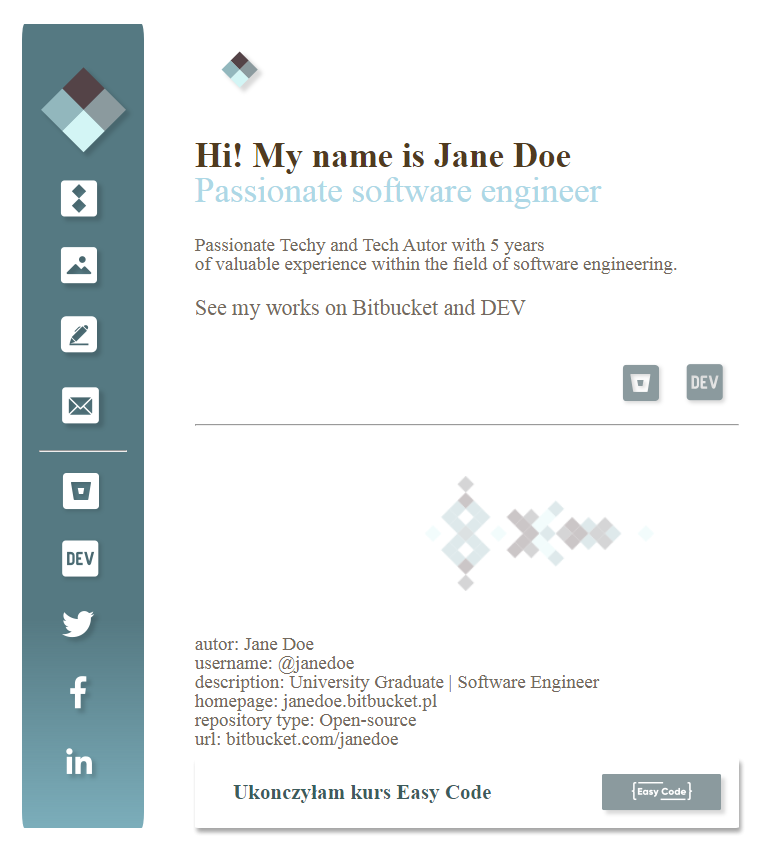 DEV
Hi! My name is Jane Doe
Passionate software engineer
Passionate Techy and Tech Autor with 5 years
of valuable experience within the field of software engineering.
See my works on Bitbucket and DEV
DEV
autor: Jane Doe
username: @janedoe
description: University Graduate | Software Engineer
homepage: janedoe.bitbucket.pl
repository type: Open-source
url: bitbucket.com/janedoe
Ukonczyłam kurs Easy Code
{Easy Code}